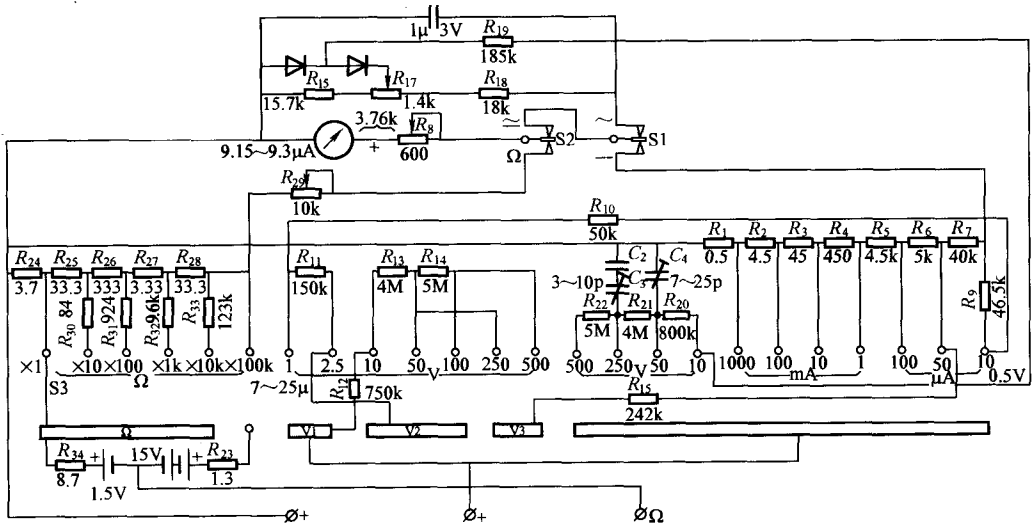 1μ 3V
R19
185k
R15 R17 R18
15.7k 1.4k 18k
3.76k
R8
9.15~9.3μA + 600
≂ S2 ~ S1
Ω —
R29
10k
R10
50k
R24 R25 R26 R27 R28
3.7 33.3 333 3.33 33.3
R11 150k
R13 R14
4M 5M
C2 C4
3~10p C3 7~25p
R22 R21 R20
5M 4M 800k
R1 R2 R3 R4 R5 R6 R7
0.5 4.5 45 450 4.5k 5k 40k
R9 46.5k
R30 84 R31 924 R32 9.6k R33 123k
×1 ×10 ×100 ×1k ×10k ×100k
Ω
1 2.5 10 50 100 250 500
V
500 250 50 10
V
1000 100 10 1
mA
100 50 10
μA
0.5V
S3
7~25μ
R12 750k
R15
242k
Ω V1 V2 V3
R34 + 15V + R23
8.7 1.5V 1.3
+ + Ω